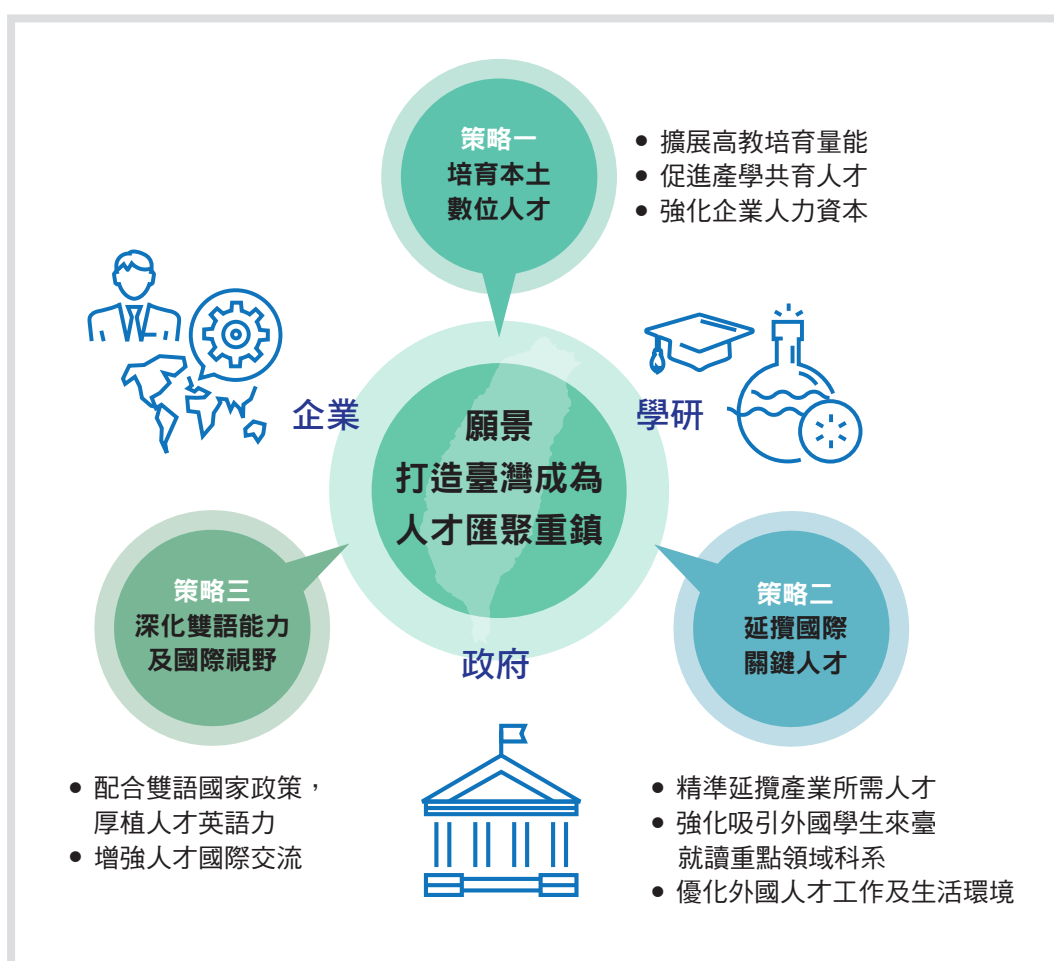 策略一
培育本土
數位人才
● 擴展高教培育量能
● 促進產學共育人才
● 強化企業人力資本
企業
學研
願景
打造臺灣成為
人才匯聚重鎮
政府
策略三
深化雙語能力
及國際視野
策略二
延攬國際
關鍵人才
● 配合雙語國家政策，
厚植人才英語力
● 增強人才國際交流
● 精準延攬產業所需人才
● 強化吸引外國學生來臺
就讀重點領域科系
● 優化外國人才工作及生活環境